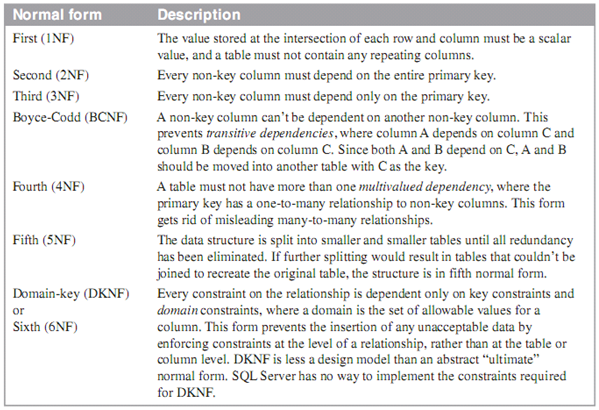 Normal form Description
First (1NF) The value stored at the intersection of each row and column must be a scalar
value, and a table must not contain any repeating columns.
Second (2NF) Every non-key column must depend on the entire primary key.
Third (3NF) Every non-key column must depend only on the primary key.
Boyce-Codd (BCNF) A non-key column can't be dependent on another non-key column. This
prevents transitive dependencies, where column A depends on column C and
column B depends on column C. Since both A and B depend on C, A and B
should be moved into another table with C as the key.
Fourth (4NF) A table must not have more than one multivalued dependency, where the
primary key has a one-to-many relationship to non-key columns. This form
gets rid of misleading many-to-many relationships.
Fifth (5NF) The data structure is split into smaller and smaller tables until all redundancy
has been eliminated. If further splitting would result in tables that couldn't be
joined to recreate the original table, the structure is in fifth normal form.
Domain-key (DKNF) Every constraint on the relationship is dependent only on key constraints and
or domain constraints, where a domain is the set of allowable values for a
Sixth (6NF) column. This form prevents the insertion of any unacceptable data by
enforcing constraints at the level of a relationship, rather than at the table or
column level. DKNF is less a design model than an abstract "ultimate"
normal form. SQL Server has no way to implement the constraints required
for DKNF.